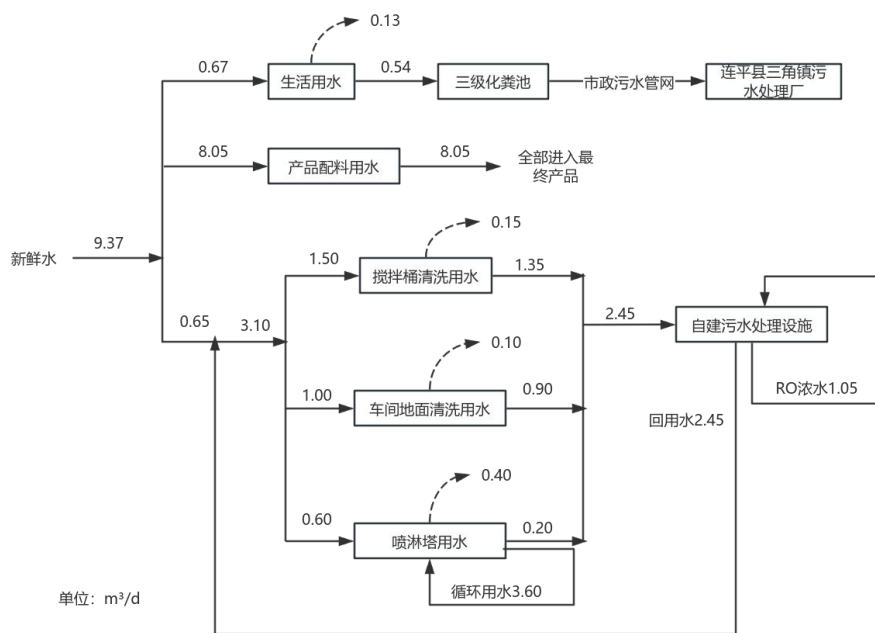 0.13
0.67
生活用水
0.54
三级化粪池
市政污水管网
连平县三角镇污
水处理厂
8.05
产品配料用水
8.05
全部进入最
终产品
新鲜水
9.37
0.15
1.50
搅拌桶清洗用水
1.35
0.65
3.10
2.45
自建污水处理设施
0.10
1.00
车间地面清洗用水
0.90
RO浓水1.05
回用水2.45
0.40
0.60
喷淋塔用水
0.20
循环用水3.60
单位：m³/d